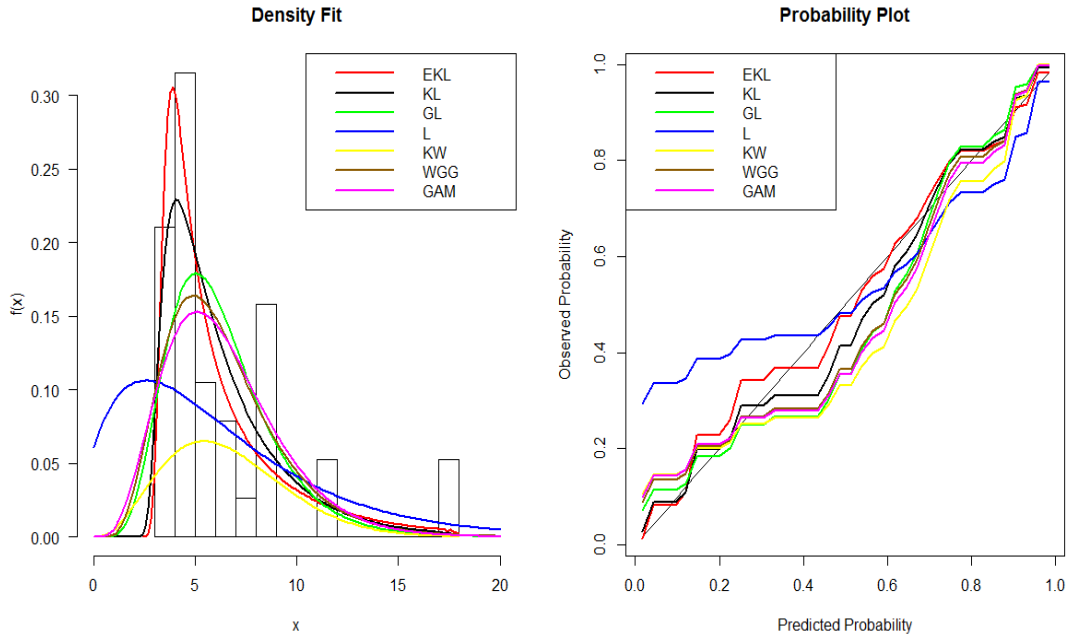 Density Fit
EKL
KL
GL
L
KW
WGG
GAM
f(x)
0.30
0.25
0.20
0.15
0.10
0.05
0.00
0
5
10
15
20
x
Probability Plot
EKL
KL
GL
L
KW
WGG
GAM
Observed Probability
1.0
0.8
0.6
0.4
0.2
0.0
0.0
0.2
0.4
0.6
0.8
1.0
Predicted Probability